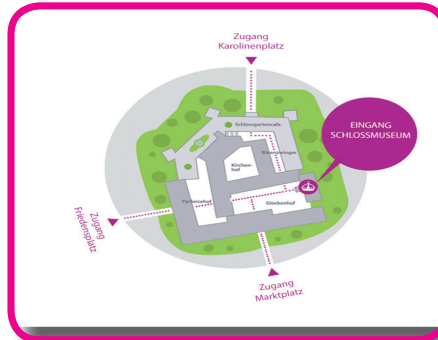 Zugang
Karolinenplatz
Schlossgartencafe
EINGANG
SCHLOSSMUSEUM
Kirchen-
hof
Glockenhof
Zugang
Friedensplatz
Zugang
Marktplatz